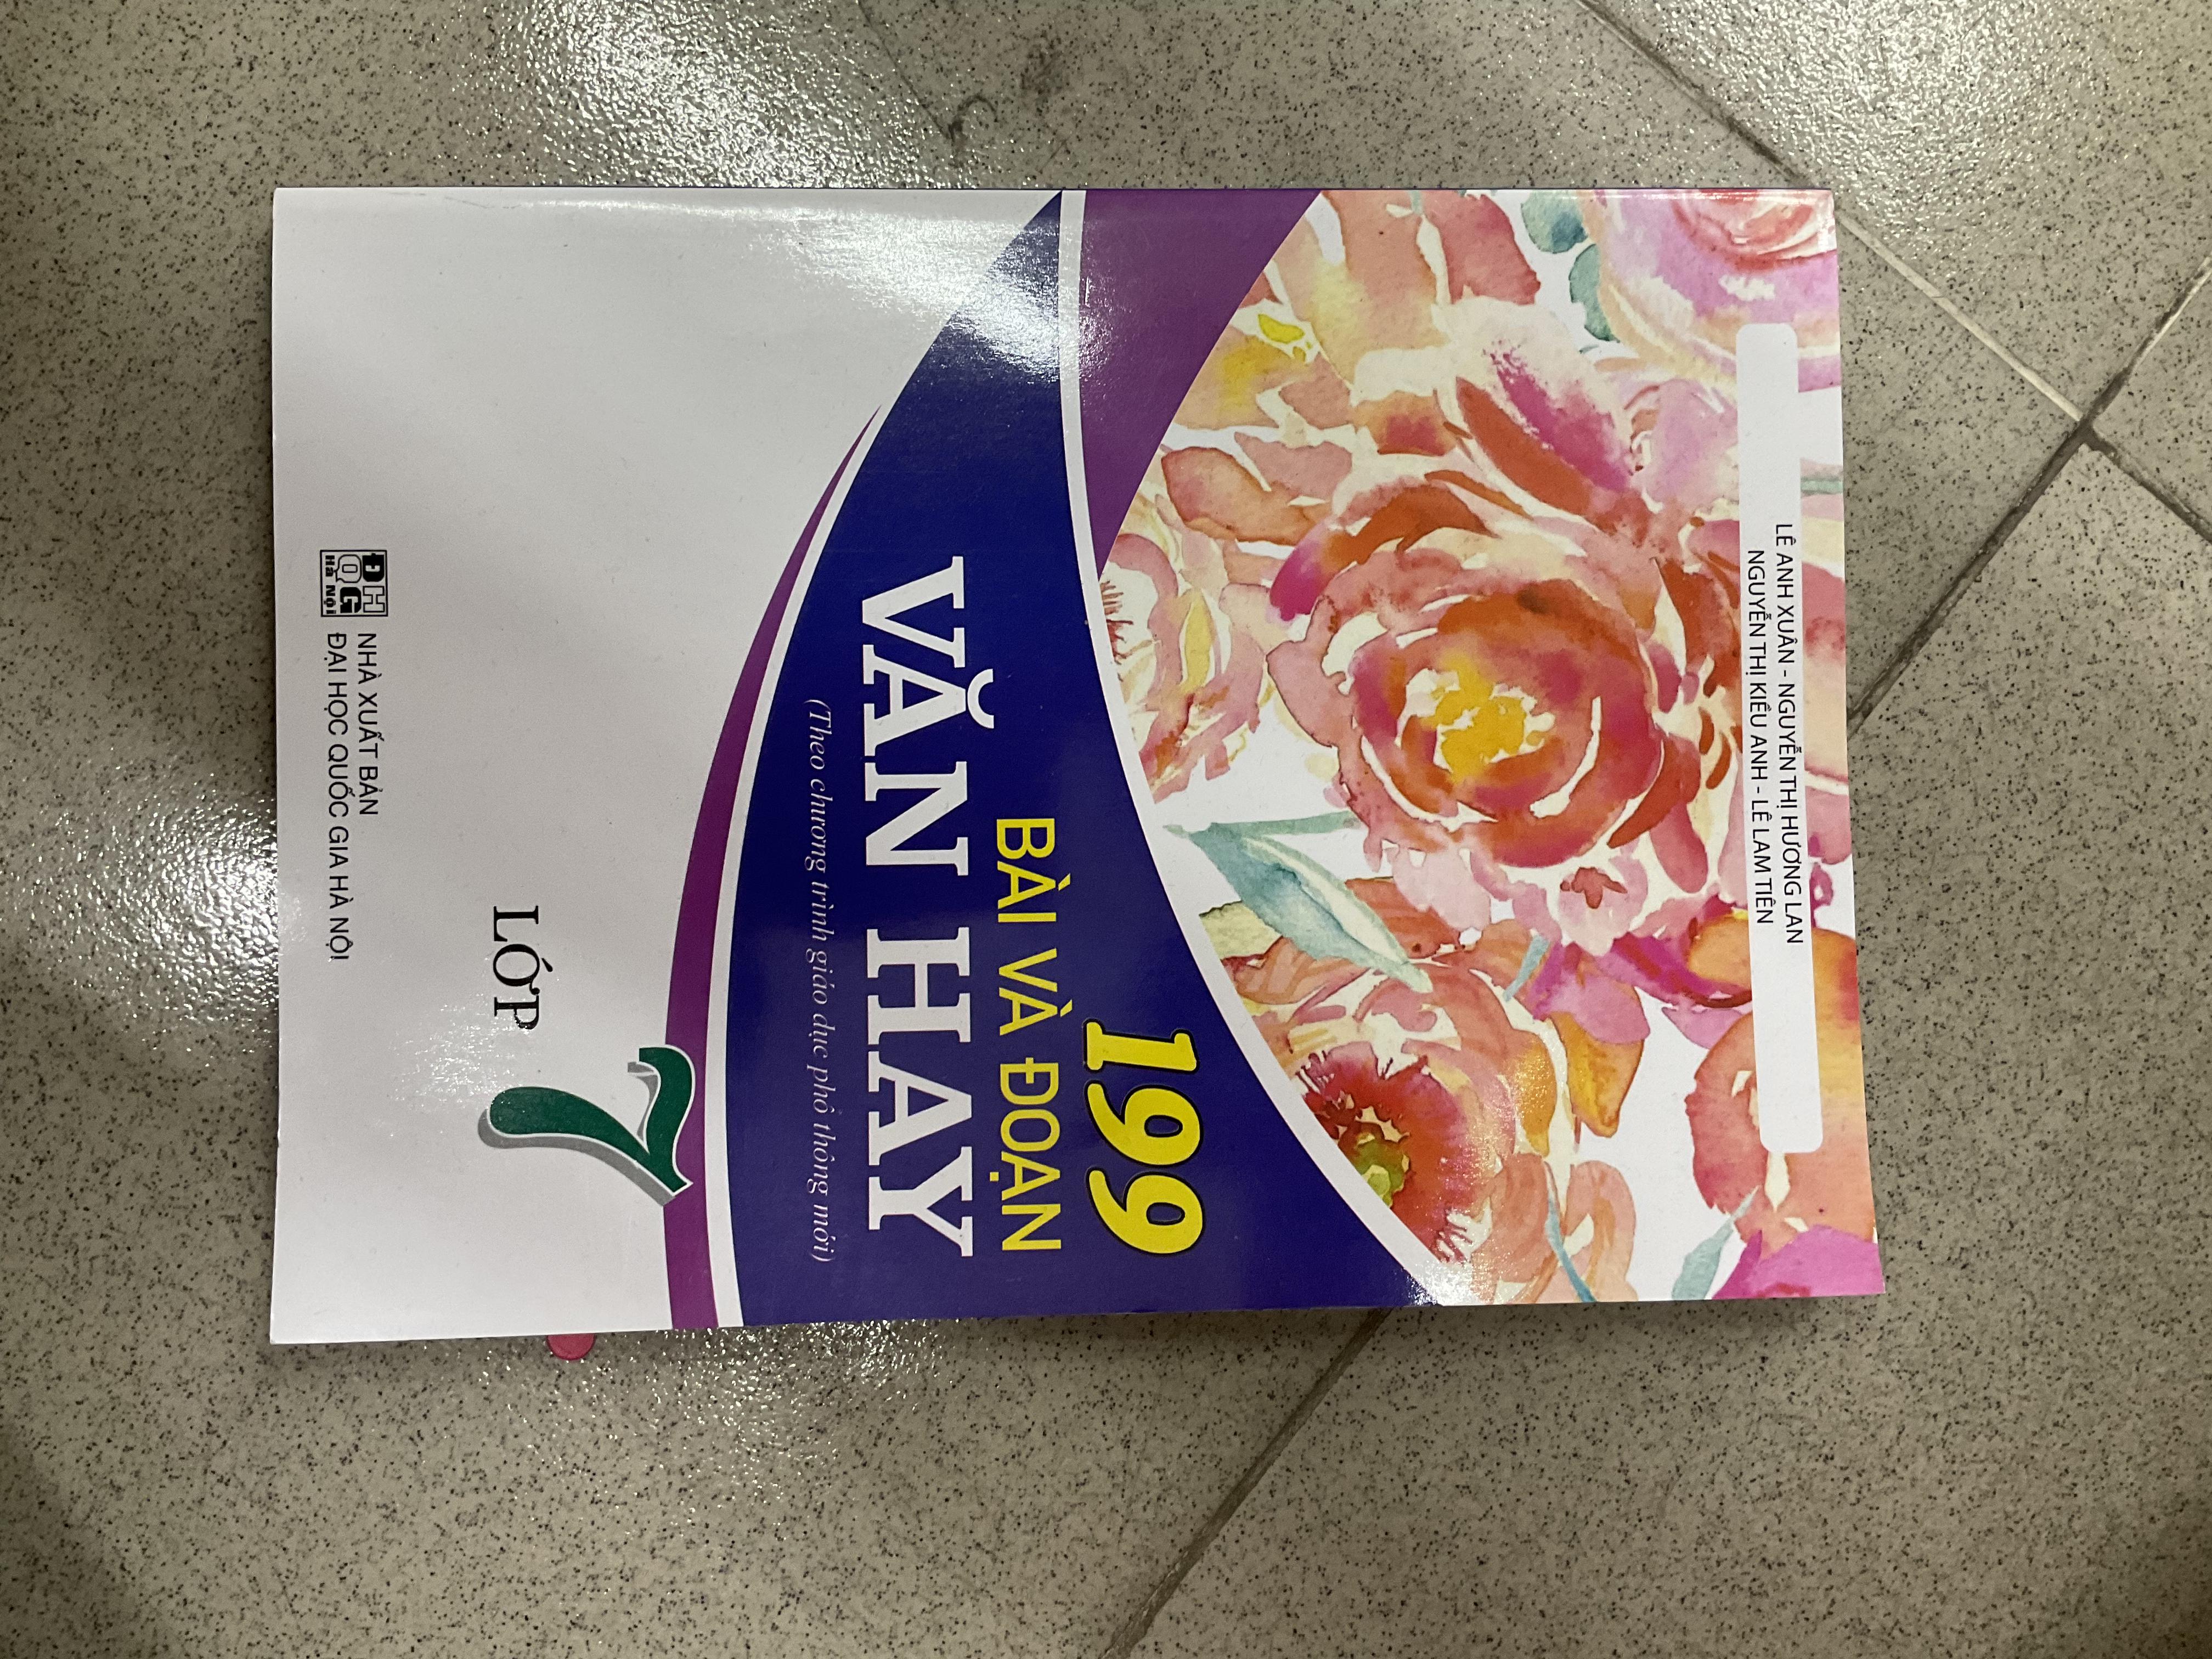 LÊ ANH XUÂN - NGUYỄN THỊ HƯƠNG LAN
NGUYỄN THỊ KIỀU ANH - LÊ LAM TIÊN
199
BÀI VÀ ĐOẠN
VĂN HAY
(Theo chương trình giáo dục phổ thông mới)
LỚP 7
ĐH
QG
Hà Nội
NHÀ XUẤT BẢN
ĐẠI HỌC QUỐC GIA HÀ NỘI